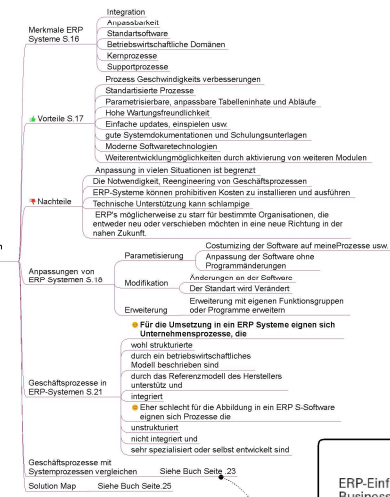 Merkmale ERP
Systeme S.16
Integration
Anpassbarkeit
Standartsoftware
Betriebswirtschaftliche Domänen
Kernprozesse
Supportprozesse
Vorteile S.17
Prozess Geschwindigkeits verbesserungen
Standartisierte Prozesse
Parametrisierbare, anpassbare Tabelleninhate und Abläufe
Hohe Wartungsfreundlichkeit
Einfache updates, einspielen usw.
gute Systemdokumentationen und Schulungsunterlagen
Moderne Softwaretechnologien
Weiterentwicklungmöglichkeiten durch aktivierung von weiteren Modulen
Nachteile
Anpassung in vielen Situationen ist begrenzt
Die Notwendigkeit, Reengineering von Geschäftsprozessen
ERP-Systeme können prohibitiven Kosten zu installieren und ausführen
Technische Unterstützung kann schlampige
ERP's möglicherweise zu starr für bestimmte Organisationen, die
entweder neu oder verschieben möchten in eine neue Richtung in der
nahen Zukunft.
Anpassungen von
ERP Systemen S.18
Parametisierung
Costumizing der Software auf meineProzesse usw.
Anpassung der Software ohne
Programmänderungen
Modifikation
Änderungen an der Software
Der Standart wird Verändert
Erweiterung
Erweiterung mit eigenen Funktionsgruppen
oder Programme erweitern
Geschäftsprozesse in
ERP-Systemen S.21
Für die Umsetzung in ein ERP Systeme eignen sich
Unternehmensprozesse, die
wohl strukturierte
durch ein betriebswirtschaftliches
Modell beschrieben sind
durch das Referenzmodell des Herstellers
unterstütz und
integriert
Eher schlecht für die Abbildung in ein ERP S-Software
eignen sich Prozesse die
unstrukturiert
nicht integriert und
sehr spezialisiert oder selbst entwickelt sind
Geschäftsprozesse mit
Systemprozessen vergleichen
Siehe Buch Seite .23
Solution Map
Siehe Buch Seite.25
ERP-Einf